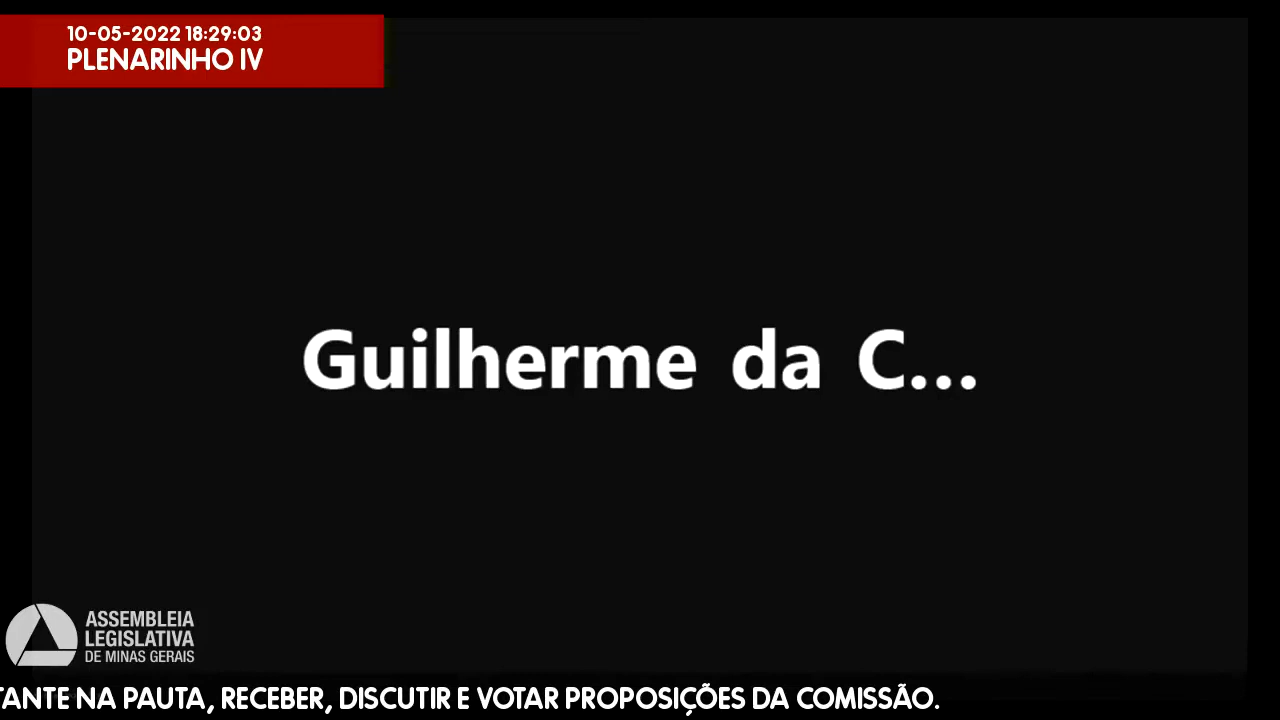 10-05-2022 18:29:03
PLENARINHO IV
Guilherme da C...
ASSEMBLEIA
LEGISLATIVA
DE MINAS GERAIS
TANTE NA PAUTA, RECEBER, DISCUTIR E VOTAR PROPOSIÇÕES DA COMISSÃO.